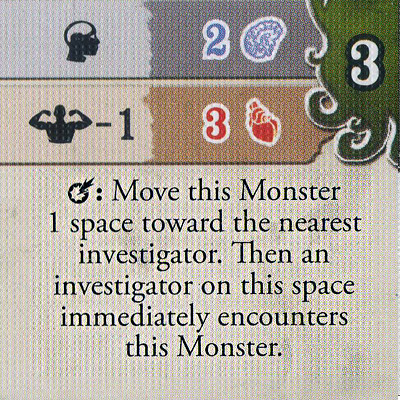 2
3
-1 3
: Move this Monster
1 space toward the nearest
investigator. Then an
investigator on this space
immediately encounters
this Monster.